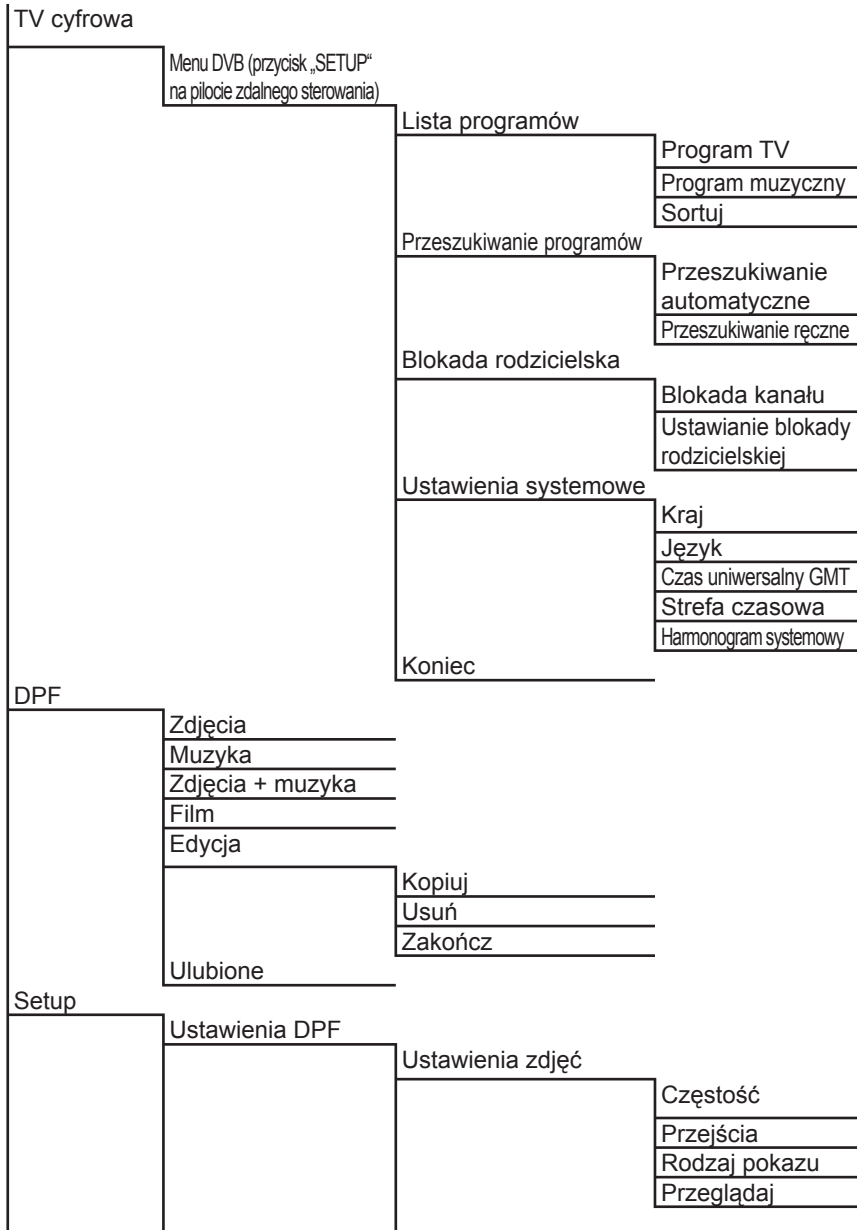 TV cyfrowa
Menu DVB (przycisk „SETUP“
na pilocie zdalnego sterowania)
Lista programów
Program TV
Program muzyczny
Sortuj
Przeszukiwanie programów
Przeszukiwanie
automatyczne
Przeszukiwanie ręczne
Blokada rodzicielska
Blokada kanału
Ustawianie blokady
rodzicielskiej
Ustawienia systemowe
Kraj
Język
Czas uniwersalny GMT
Strefa czasowa
Harmonogram systemowy
Koniec
DPF
Zdjęcia
Muzyka
Zdjęcia + muzyka
Film
Edycja
Kopiuj
Usuń
Zakończ
Ulubione
Setup
Ustawienia DPF
Ustawienia zdjęć
Częstość
Przejścia
Rodzaj pokazu
Przeglądaj